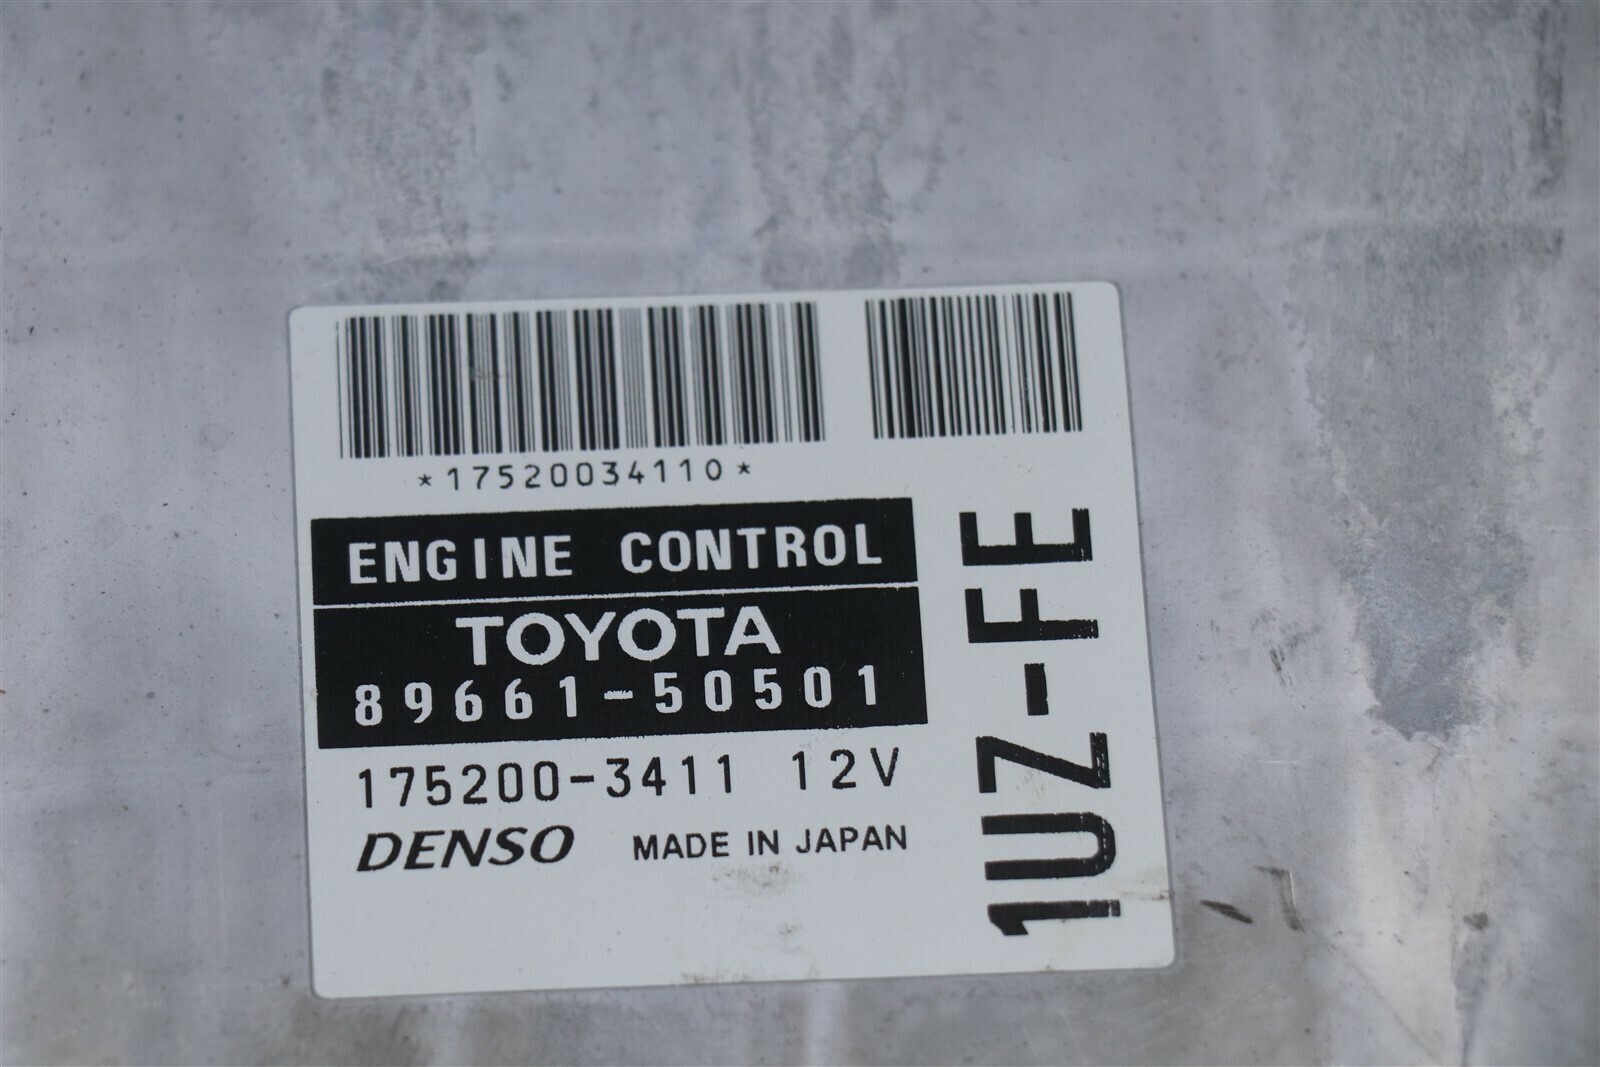 *17520034110*
ENGINE CONTROL
TOYOTA
89661-50501
175200-3411 12V
DENSO MADE IN JAPAN
1UZ-FE